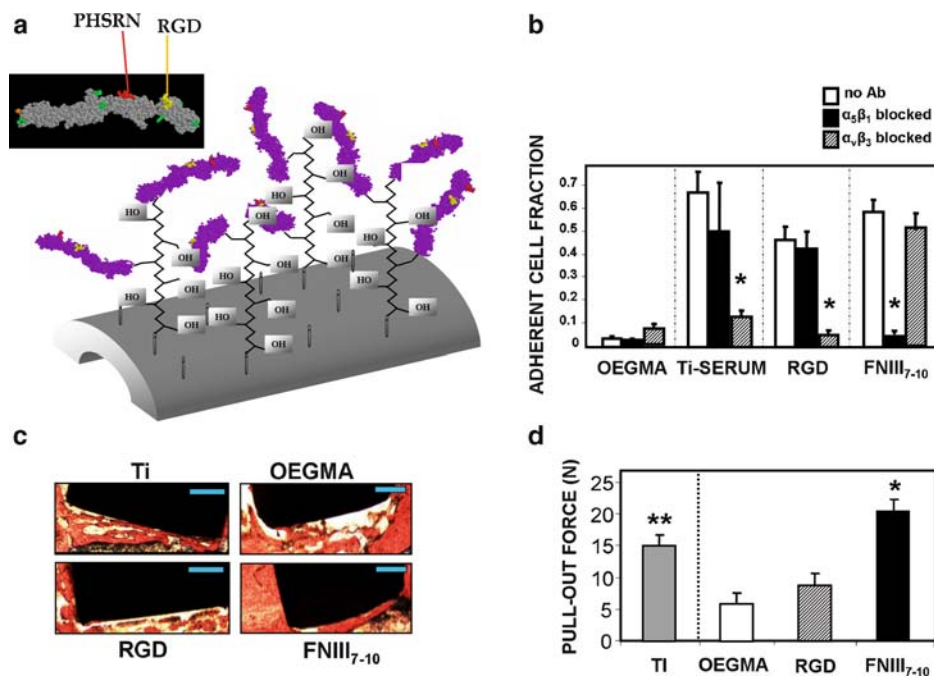 a
PHSRN
RGD
OH
OH
HO
HO
OH
OH
HO
OH
OH
OH
OH
HO
HO
HO
OH
OH
OH
b
no Ab
α₅β₁ blocked
αᵥβ₃ blocked
ADHERENT CELL FRACTION
0.7
0.6
0.5
0.4
0.3
0.2
0.1
0
*
*
*
OEGMA
Ti-SERUM
RGD
FNIII₇₋₁₀
c
Ti
OEGMA
RGD
FNIII₇₋₁₀
d
PULL-OUT FORCE (N)
25
20
15
10
5
0
**
*
TI
OEGMA
RGD
FNIII₇₋₁₀